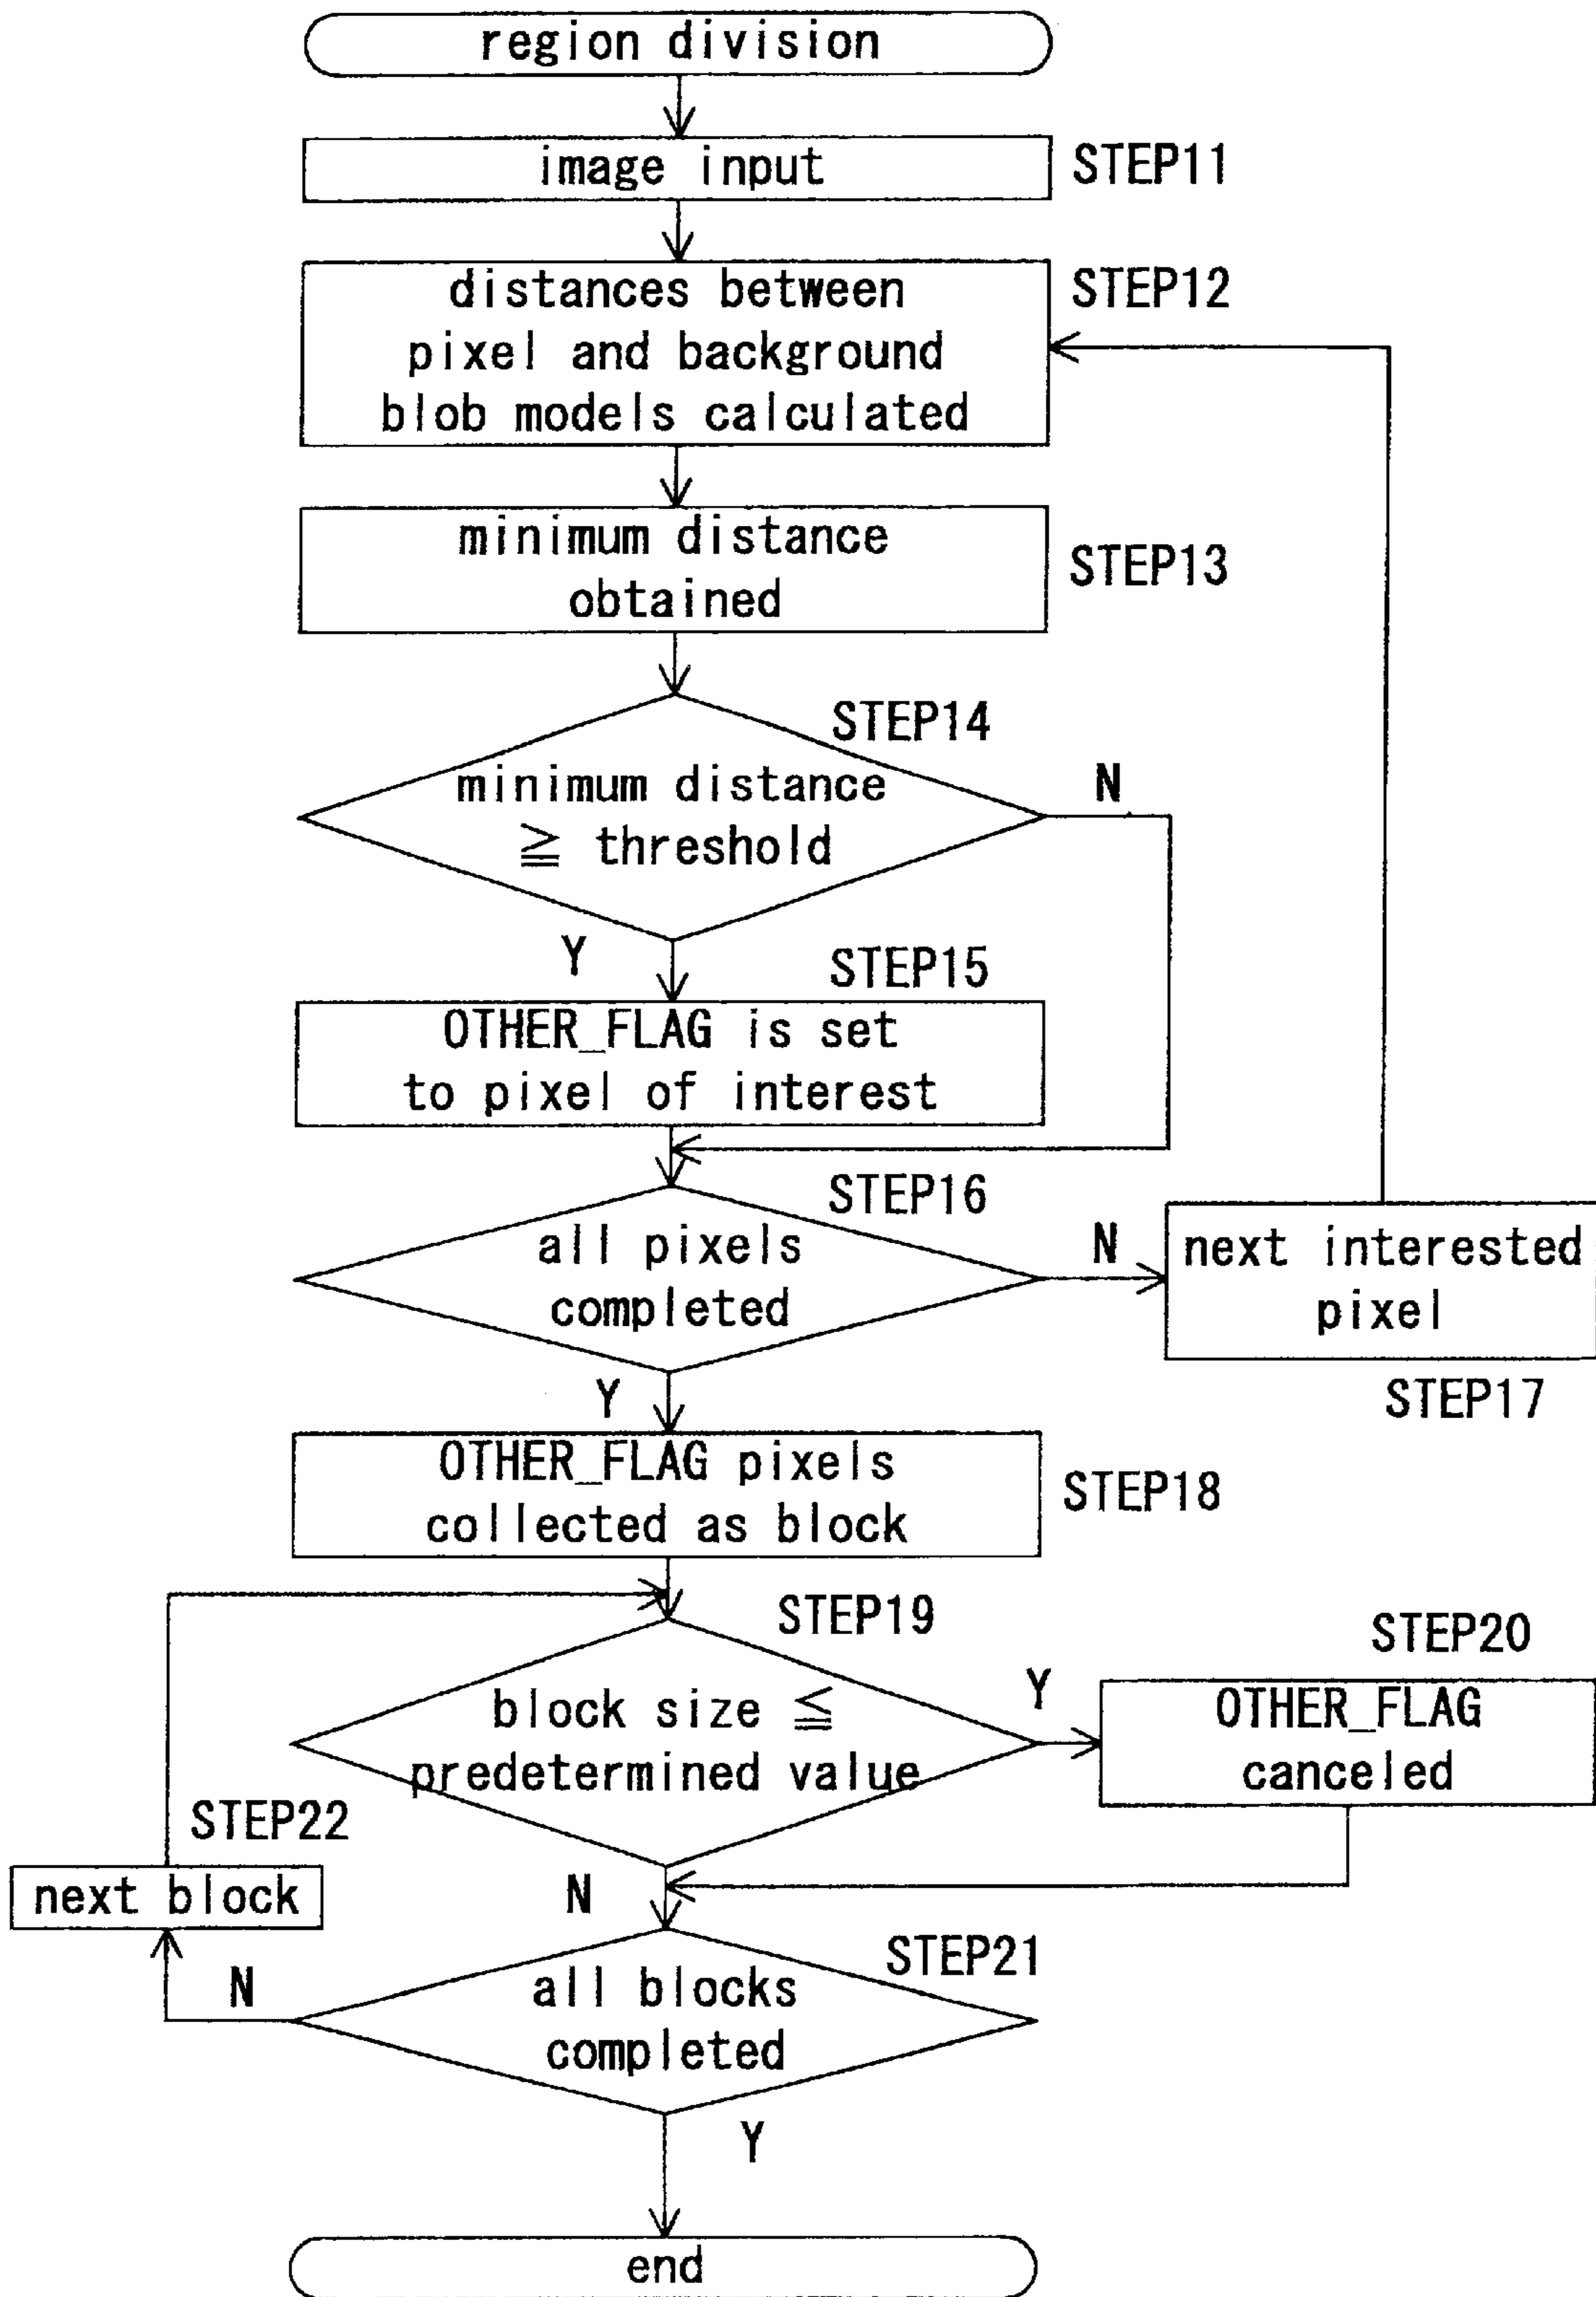 region division
image input
STEP11
distances between
pixel and background
blob models calculated
STEP12
minimum distance
obtained
STEP13
STEP14
minimum distance
≧ threshold
N
Y
STEP15
OTHER_FLAG is set
to pixel of interest
STEP16
all pixels
completed
N
next interested
pixel
STEP17
Y
OTHER_FLAG pixels
collected as block
STEP18
STEP19
block size ≦
predetermined value
Y
STEP20
OTHER_FLAG
canceled
STEP22
next block
N
STEP21
all blocks
completed
N
Y
end